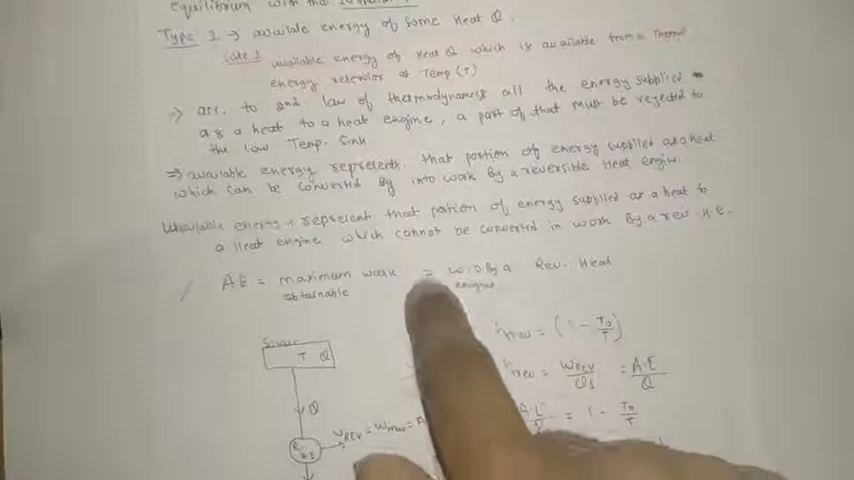 equilibrium with the
Type 1 → availale energy of some Heat Q.
Case 1 available energy of Heat Q which is available from a Thermal
energy reservior at Temp (T)
→ acc. to 2nd law of thermodynamics all the energy supplied
as a heat to a heat engine, a part of that must be rejected to
the low Temp. Sink
⇒ available energy represents that portion of energy supplied as a heat
which can be converted By into work By a reversible Heat engin.
Unavailable energy → represent that portion of energy supplied as a heat to
a Heat engine which cannot be converted in work By a rev. H.E.
AE = maximum work = W.D By a Rev. Heat
obtainable engine
ηrev = (1 - T0/T)
Source
T Q
ηrev = WREV/QS = A.E/Q
Q
A.E = 1 - T0/T
WREV = Wmax = A
R.
H.E